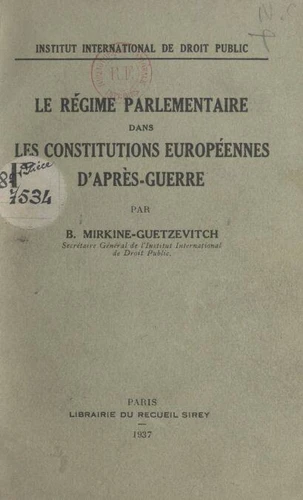 INSTITUT INTERNATIONAL DE DROIT PUBLIC
R.F.
LE RÉGIME PARLEMENTAIRE
DANS
LES CONSTITUTIONS EUROPÉENNES
D'APRÈS-GUERRE
1534
PAR
B. MIRKINE-GUETZEVITCH
Secrétaire Général de l'Institut International
de Droit Public.
PARIS
LIBRAIRIE DU RECUEIL SIREY
1937